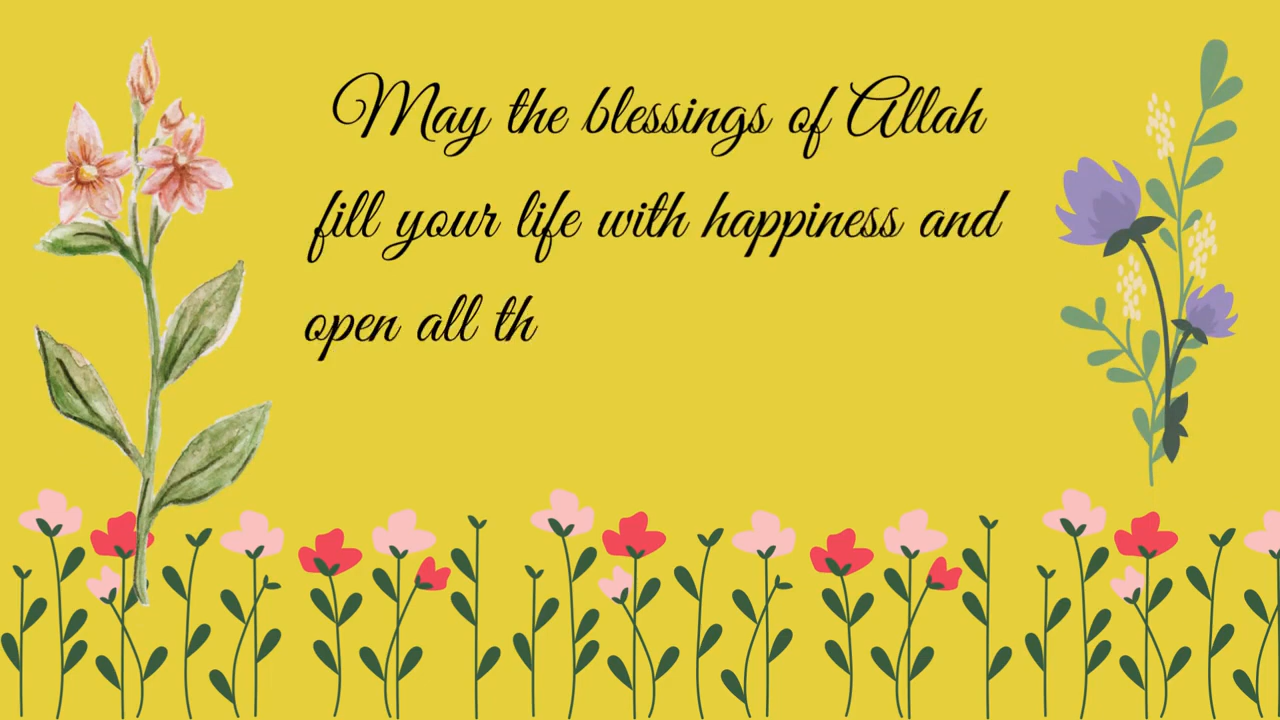 May the blessings of Allah
fill your life with happiness and
open all th